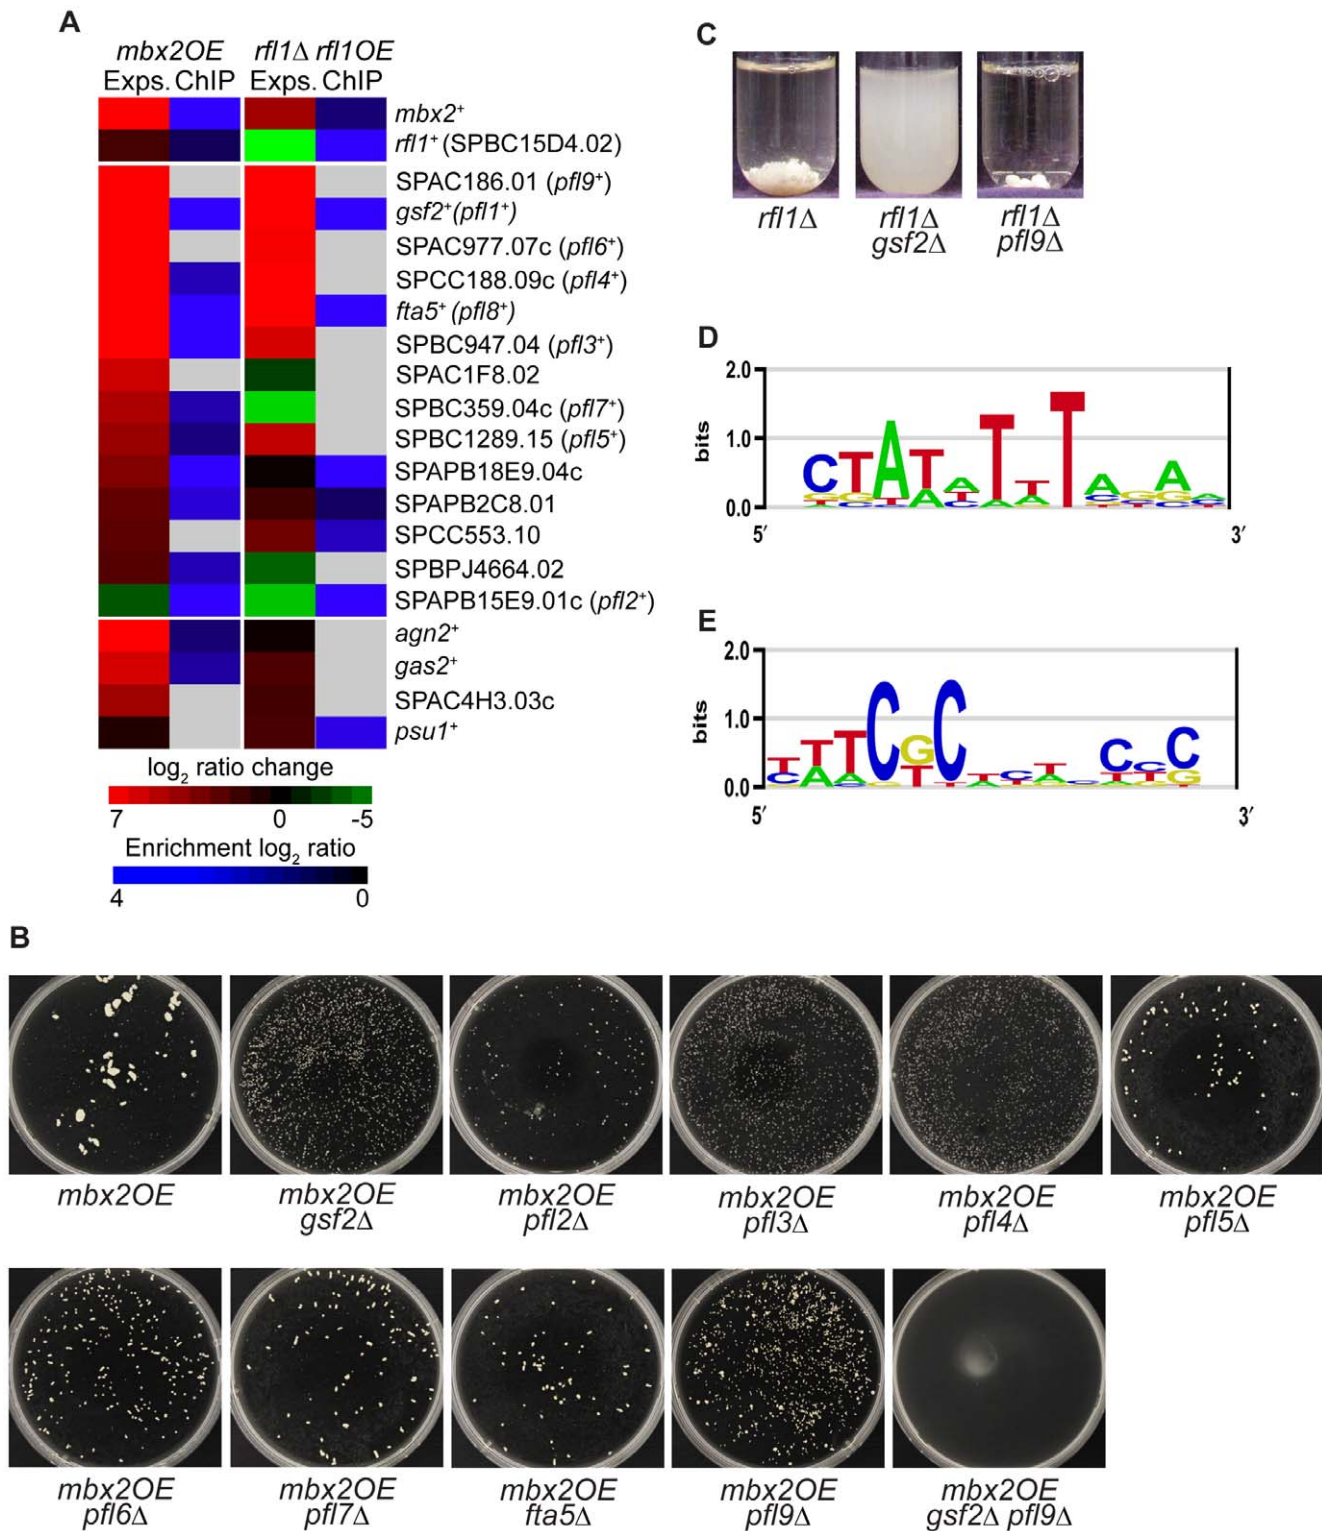 A
mbx2OE rfl1Δ rfl1OE
Exps. ChIP Exps. ChIP
mbx2⁺
rfl1⁺ (SPBC15D4.02)
SPAC186.01 (pfl9⁺)
gsf2⁺ (pfl1⁺)
SPAC977.07c (pfl6⁺)
SPCC188.09c (pfl4⁺)
fta5⁺ (pfl8⁺)
SPBC947.04 (pfl3⁺)
SPAC1F8.02
SPBC359.04c (pfl7⁺)
SPBC1289.15 (pfl5⁺)
SPAPB18E9.04c
SPAPB2C8.01
SPCC553.10
SPBPJ4664.02
SPAPB15E9.01c (pfl2⁺)
agn2⁺
gas2⁺
SPAC4H3.03c
psu1⁺
log₂ ratio change
7 0 -5
Enrichment log₂ ratio
4 0
C
rfl1Δ
rfl1Δ
gsf2Δ
rfl1Δ
pfl9Δ
D
2.0
1.0
0.0
bits
5′ 3′
E
2.0
1.0
0.0
bits
5′ 3′
B
mbx2OE
mbx2OE
gsf2Δ
mbx2OE
pfl2Δ
mbx2OE
pfl3Δ
mbx2OE
pfl4Δ
mbx2OE
pfl5Δ
mbx2OE
pfl6Δ
mbx2OE
pfl7Δ
mbx2OE
fta5Δ
mbx2OE
pfl9Δ
mbx2OE
gsf2Δ pfl9Δ